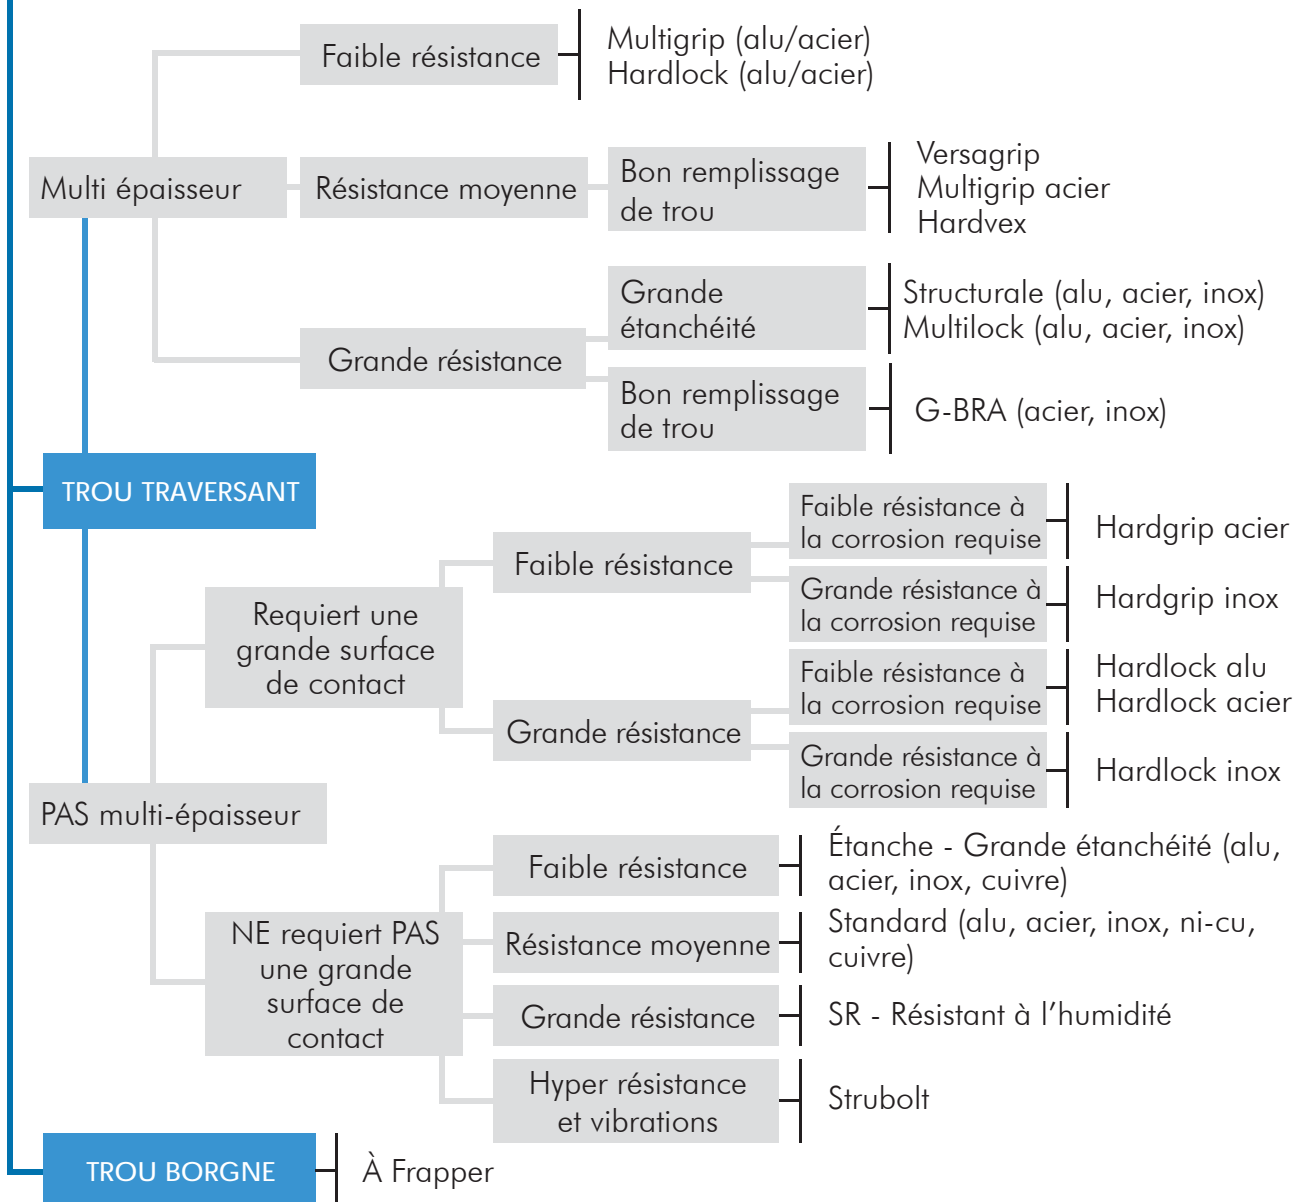 Faible résistance
Multigrip (alu/acier)
Hardlock (alu/acier)
Multi épaisseur
Résistance moyenne
Bon remplissage
de trou
Versagrip
Multigrip acier
Hardvex
Grande résistance
Grande
étanchéité
Structurale (alu, acier, inox)
Multilock (alu, acier, inox)
Bon remplissage
de trou
G-BRA (acier, inox)
TROU TRAVERSANT
PAS multi-épaisseur
Requiert une
grande surface
de contact
Faible résistance
Faible résistance à
la corrosion requise
Hardgrip acier
Grande résistance à
la corrosion requise
Hardgrip inox
Grande résistance
Faible résistance à
la corrosion requise
Hardlock alu
Hardlock acier
Grande résistance à
la corrosion requise
Hardlock inox
NE requiert PAS
une grande
surface de
contact
Faible résistance
Étanche - Grande étanchéité (alu,
acier, inox, cuivre)
Résistance moyenne
Standard (alu, acier, inox, ni-cu,
cuivre)
Grande résistance
SR - Résistant à l'humidité
Hyper résistance
et vibrations
Strubolt
TROU BORGNE
À Frapper